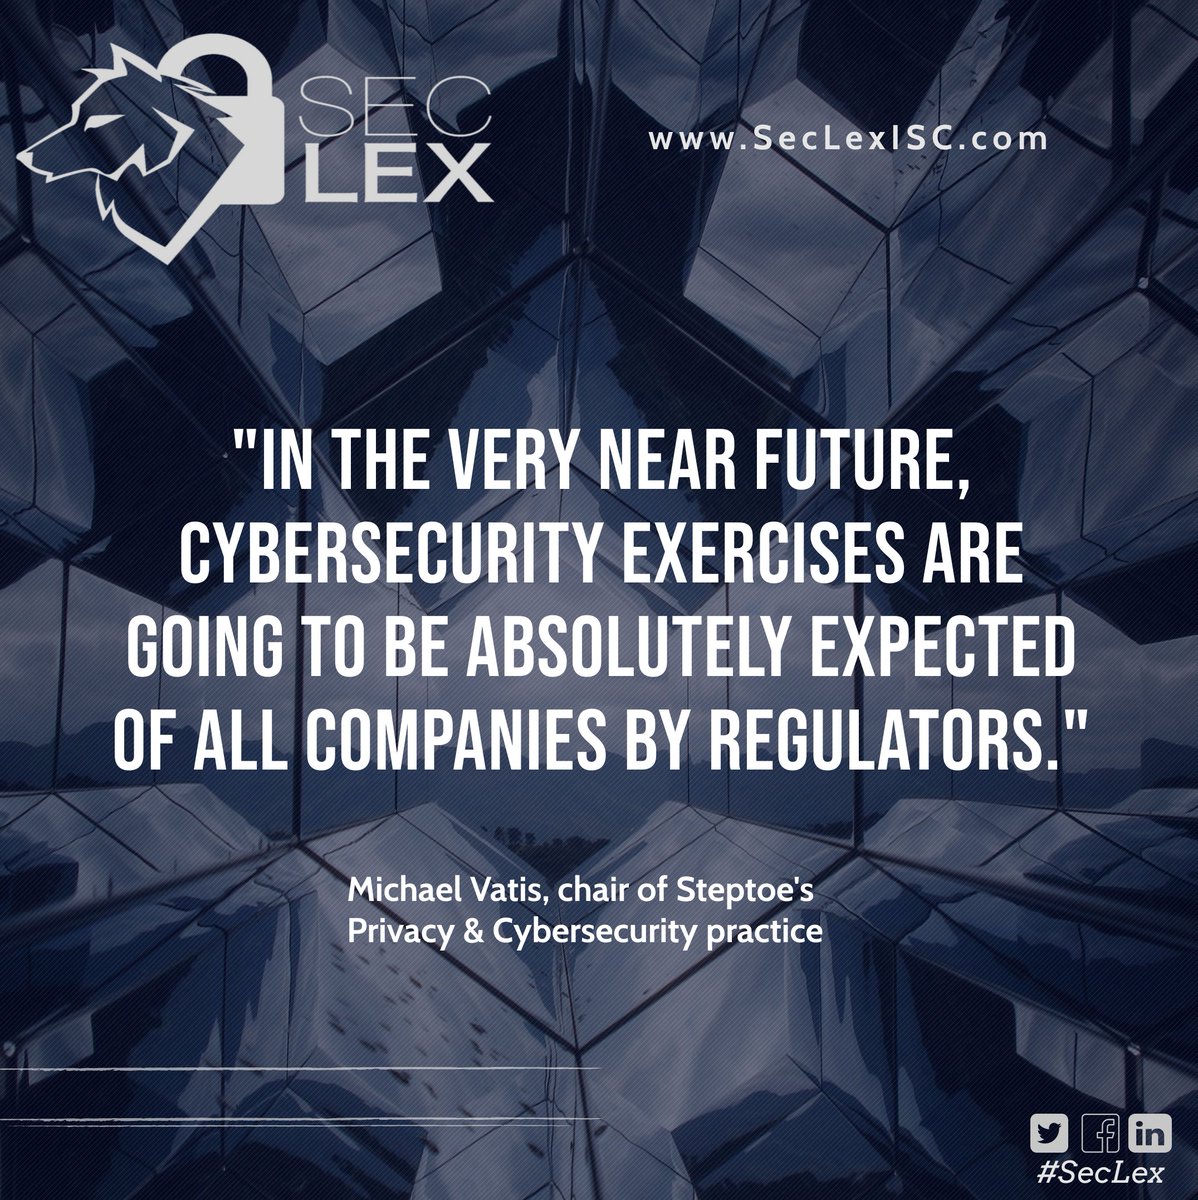 SEC
LEX
www.SecLexISC.com
"IN THE VERY NEAR FUTURE,
CYBERSECURITY EXERCISES ARE
GOING TO BE ABSOLUTELY EXPECTED
OF ALL COMPANIES BY REGULATORS."
Michael Vatis, chair of Steptoe's
Privacy & Cybersecurity practice
#SecLex